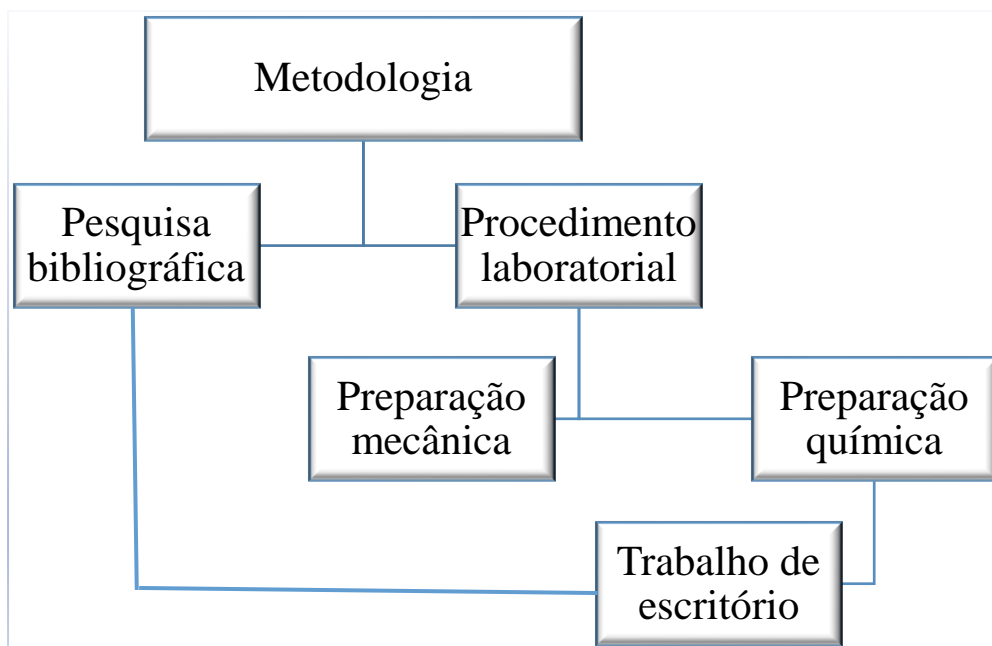 Metodologia
Pesquisa
bibliográfica
Procedimento
laboratorial
Preparação
mecânica
Preparação
química
Trabalho de
escritório